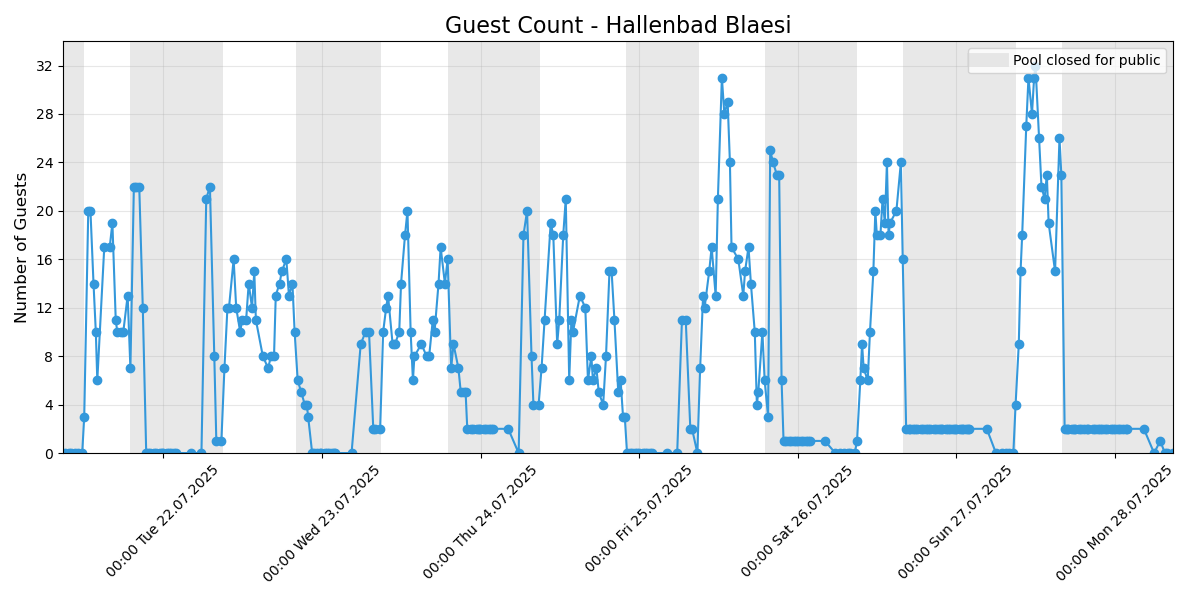 Guest Count - Hallenbad Blaesi
Pool closed for public
Number of Guests
32
28
24
20
16
12
8
4
0
00:00 Tue 22.07.2025
00:00 Wed 23.07.2025
00:00 Thu 24.07.2025
00:00 Fri 25.07.2025
00:00 Sat 26.07.2025
00:00 Sun 27.07.2025
00:00 Mon 28.07.2025